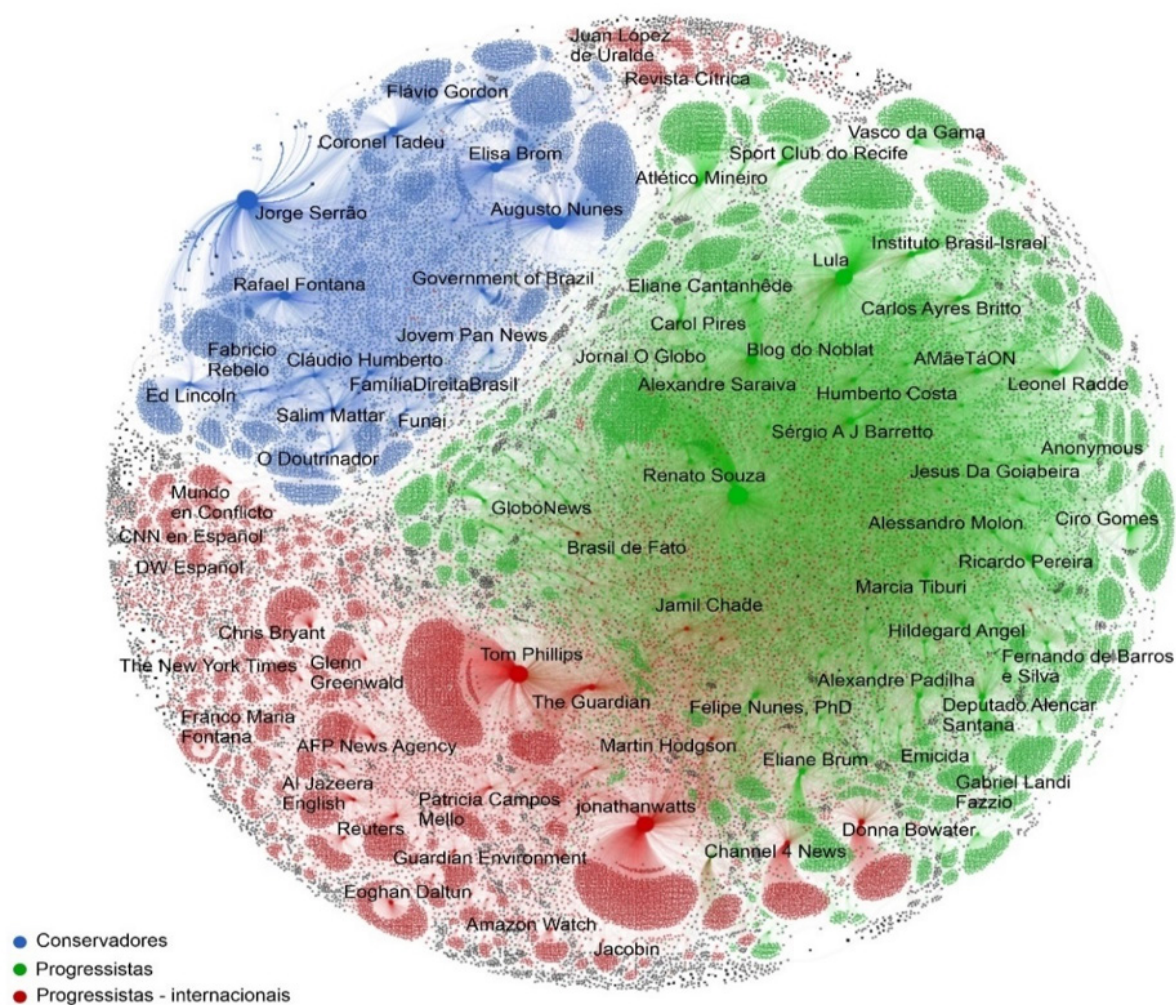 Juan López
de Uralde
Revista Cítrica
Flávio Gordon
Coronel Tadeu
Vasco da Gama
Elisa Brom
Sport Club do Recife
Atlético Mineiro
Jorge Serrão
Augusto Nunes
Instituto Brasil-Israel
Lula
Government of Brazil
Rafael Fontana
Eliane Cantanhêde
Carlos Ayres Britto
Carol Pires
Jovem Pan News
Fabricio
Rebelo
Cláudio Humberto
Jornal O Globo
Blog do Noblat
AMãeTáON
FamíliaDireitaBrasil
Alexandre Saraiva
Leonel Radde
Ed Lincoln
Humberto Costa
Salim Mattar
Funai
Sérgio A J Barretto
O Doutrinador
Anonymous
Renato Souza
Jesus Da Goiabeira
Mundo
en Conflicto
GloboNews
Alessandro Molon
Ciro Gomes
CNN en Español
Brasil de Fato
DW Español
Ricardo Pereira
Marcia Tiburi
Jamil Chade
Chris Bryant
Hildegard Angel
Tom Phillips
The New York Times
Glenn
Greenwald
Fernando de Barros
e Silva
Alexandre Padilha
The Guardian
Felipe Nunes, PhD
Deputado Alencar
Santana
Franco Maria
Fontana
AFP News Agency
Martin Hodgson
Eliane Brum
Emicida
Al Jazeera
English
Gabriel Landi
Fazzio
Patricia Campos
Mello
jonathanwatts
Reuters
Donna Bowater
Channel 4 News
Guardian Environment
Eoghan Daltun
Amazon Watch
Jacobin
Conservadores
Progressistas
Progressistas - internacionais